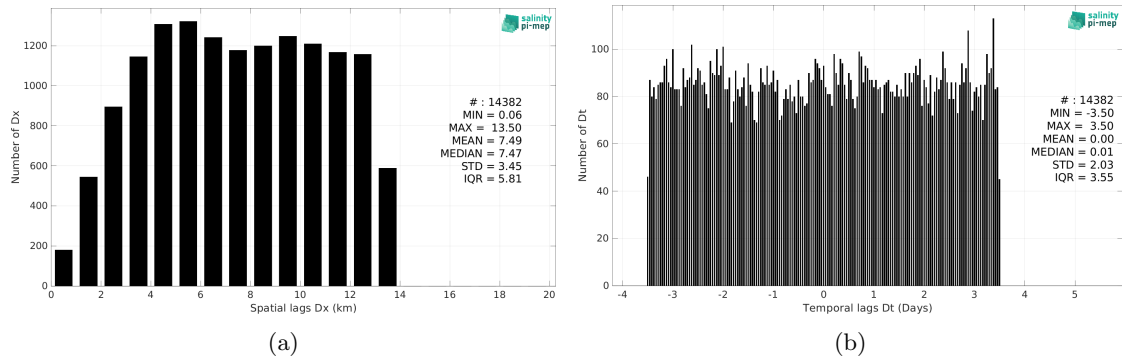 salinity
pi-mep
1200
1000
800
600
400
200
0
Number of Dx
# : 14382
MIN = 0.06
MAX = 13.50
MEAN = 7.49
MEDIAN = 7.47
STD = 3.45
IQR = 5.81
0 2 4 6 8 10 12 14 16 18 20
Spatial lags Dx (km)
(a)
salinity
pi-mep
100
80
60
40
20
0
Number of Dt
# : 14382
MIN = -3.50
MAX = 3.50
MEAN = 0.00
MEDIAN = 0.01
STD = 2.03
IQR = 3.55
-4 -3 -2 -1 0 1 2 3 4 5
Temporal lags Dt (Days)
(b)